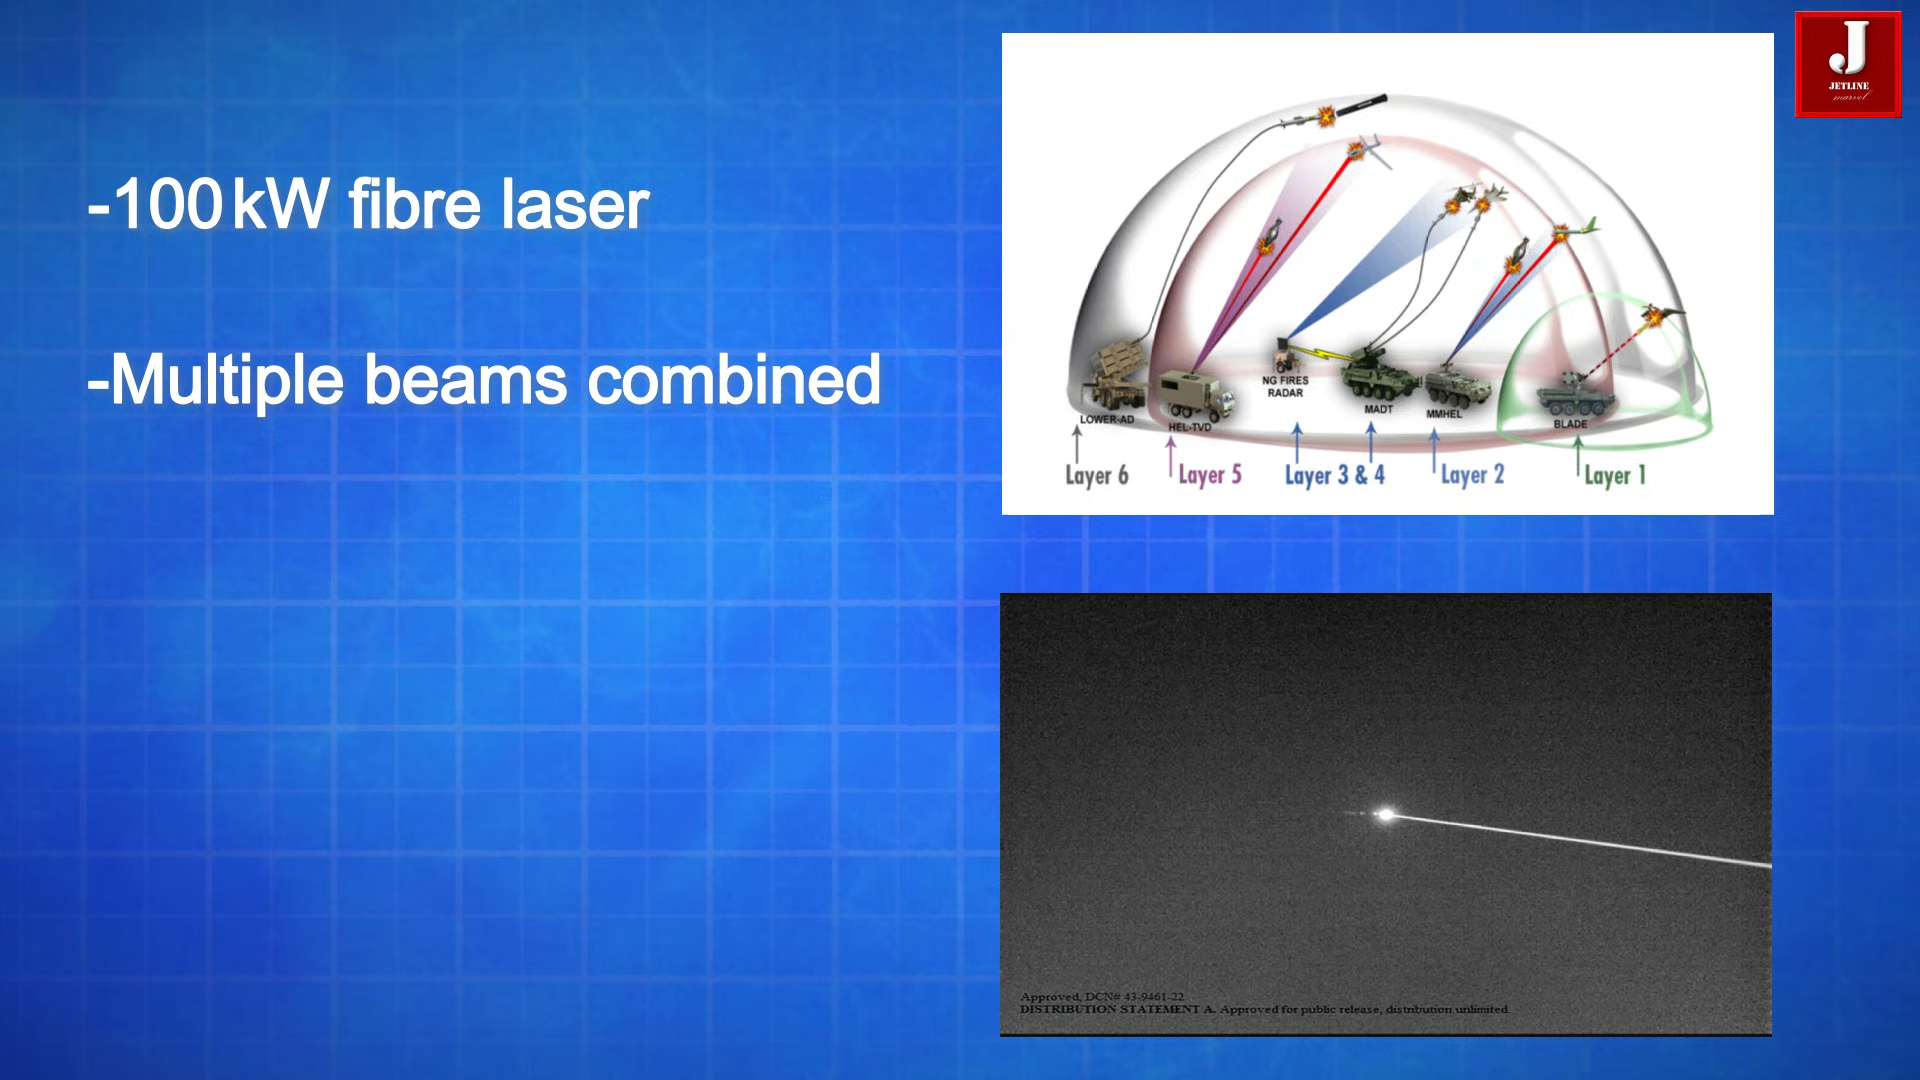 -100 kW fibre laser
-Multiple beams combined
J
JETLINE
marvel
NG FIRES
RADAR
LOWER-AD
HEL-TVD
MADT
MMHEL
BLADE
Layer 6
Layer 5
Layer 3 & 4
Layer 2
Layer 1
Approved, DCN# 43-9461-22
DISTRIBUTION STATEMENT A. Approved for public release, distribution unlimited.